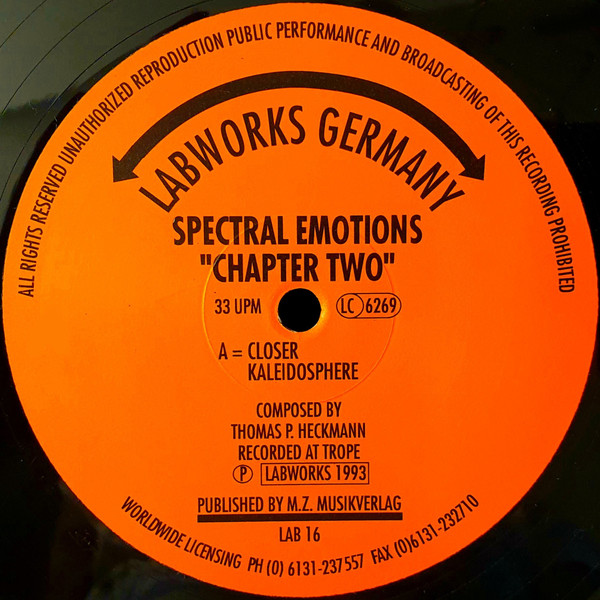 ALL RIGHTS RESERVED UNAUTHORIZED REPRODUCTION PUBLIC PERFORMANCE AND BROADCASTING OF THIS RECORDING PROHIBITED
LABWORKS GERMANY
SPECTRAL EMOTIONS
"CHAPTER TWO"
33 UPM LC 6269
A = CLOSER
KALEIDOSPHERE
COMPOSED BY
THOMAS P. HECKMANN
RECORDED AT TROPE
Ⓟ LABWORKS 1993
PUBLISHED BY M.Z. MUSIKVERLAG
LAB 16
WORLDWIDE LICENSING PH (0) 6131-237557 FAX (0)6131-232710